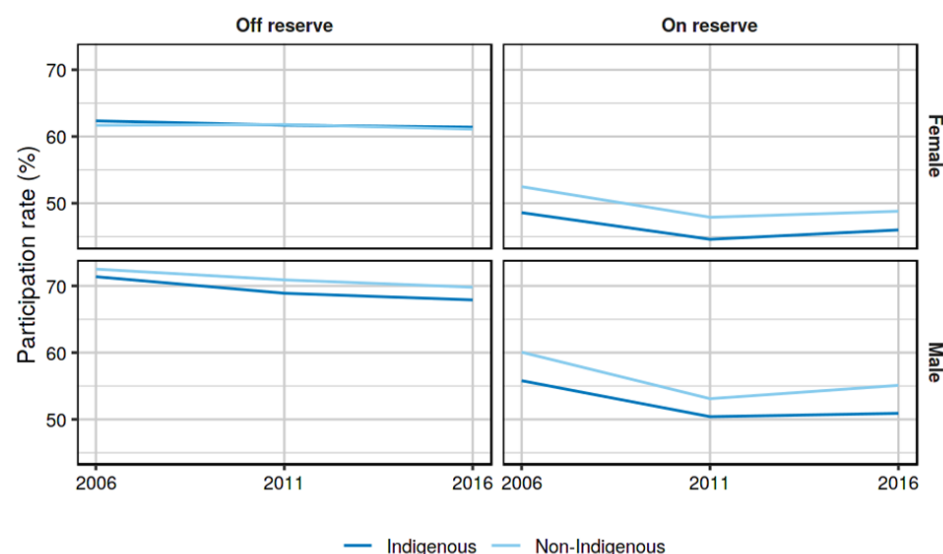 Off reserve
On reserve
Participation rate (%)
70
60
50
Female
70
60
50
Male
2006
2011
2016
2006
2011
2016
Indigenous
Non-Indigenous